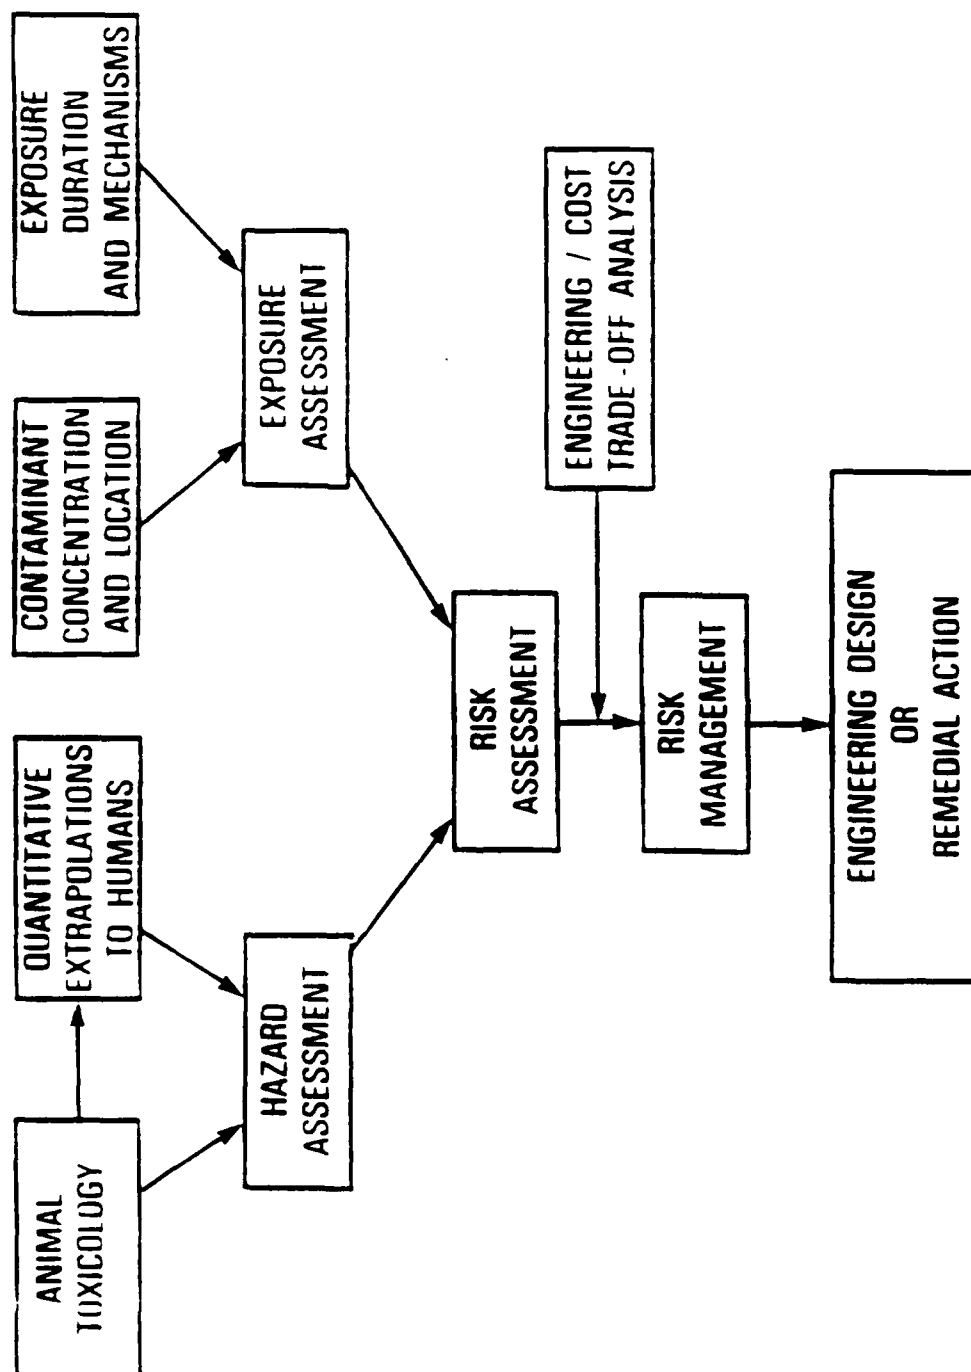 ANIMAL
TOXICOLOGY
QUANTITATIVE
EXTRAPOLATIONS
TO HUMANS
CONTAMINANT
CONCENTRATION
AND LOCATION
EXPOSURE
DURATION
AND MECHANISMS
HAZARD
ASSESSMENT
EXPOSURE
ASSESSMENT
RISK
ASSESSMENT
ENGINEERING / COST
TRADE-OFF ANALYSIS
RISK
MANAGEMENT
ENGINEERING DESIGN
OR
REMEDIAL ACTION